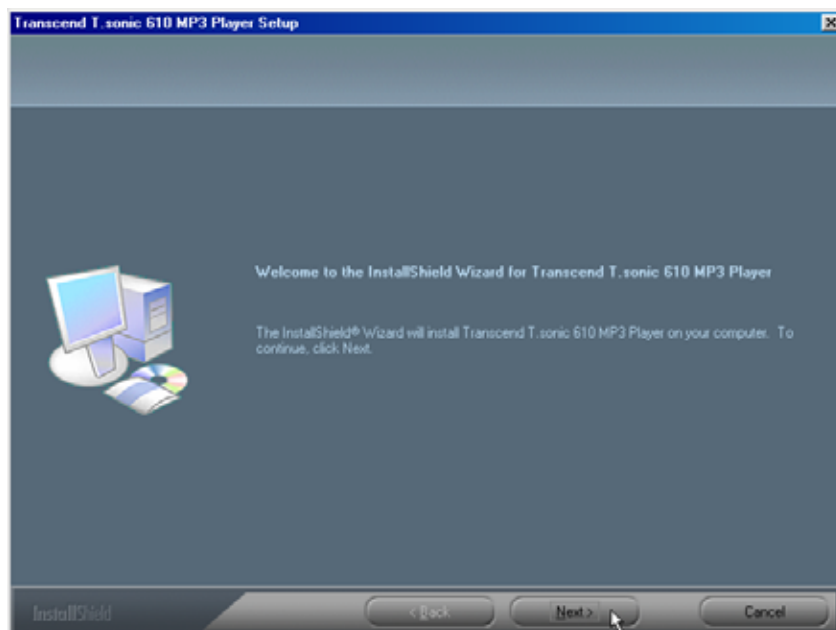 Transcend T.sonic 610 MP3 Player Setup
Welcome to the InstallShield Wizard for Transcend T.sonic 610 MP3 Player
The InstallShield® Wizard will install Transcend T.sonic 610 MP3 Player on your computer. To
continue, click Next.
InstallShield
< Back
Next >
Cancel